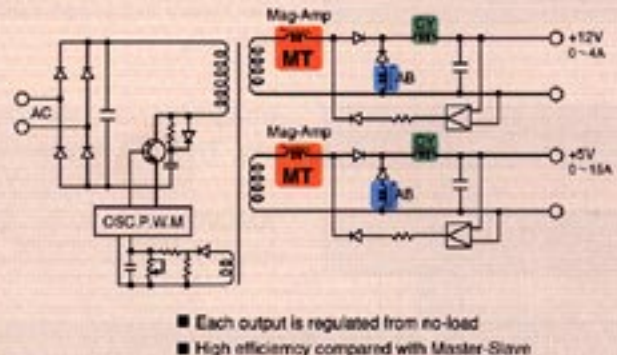 Mag-Amp
MT
CY
+12V
0~4A
AB
AC
Mag-Amp
MT
CY
+5V
0~15A
AB
OSC.P.W.M
■ Each output is regulated from no-load
■ High efficiency compared with Master-Slave